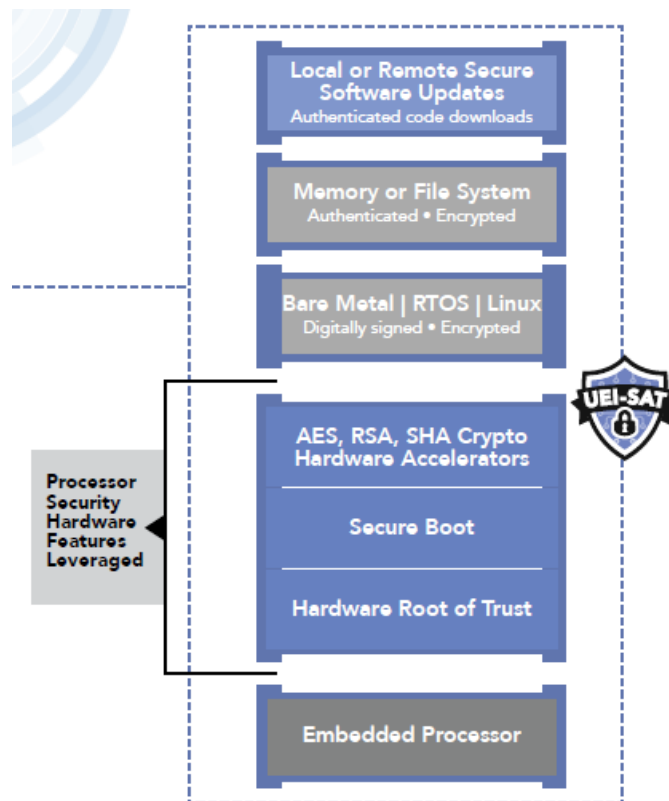 Local or Remote Secure
Software Updates
Authenticated code downloads
Memory or File System
Authenticated • Encrypted
Bare Metal | RTOS | Linux
Digitally signed • Encrypted
UEI-SAT
AES, RSA, SHA Crypto
Hardware Accelerators
Processor
Security
Hardware
Features
Leveraged
Secure Boot
Hardware Root of Trust
Embedded Processor